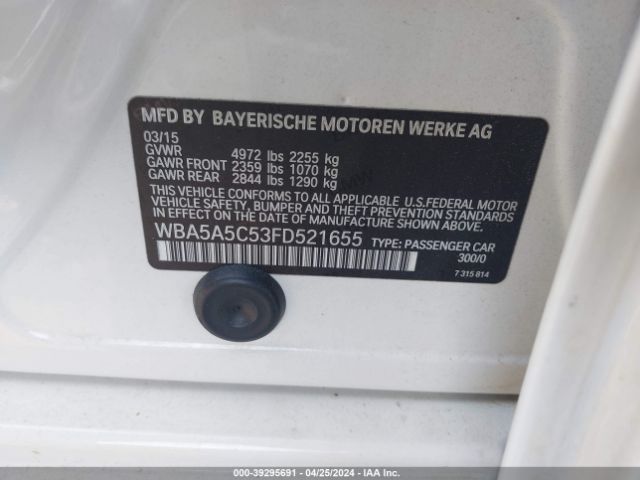 MFD BY BAYERISCHE MOTOREN WERKE AG
03/15
GVWR 4972 lbs 2255 kg
GAWR FRONT 2359 lbs 1070 kg
GAWR REAR 2844 lbs 1290 kg
THIS VEHICLE CONFORMS TO ALL APPLICABLE U.S.FEDERAL MOTOR
VEHICLE SAFETY, BUMPER AND THEFT PREVENTION STANDARDS
IN EFFECT ON THE DATE OF MANUFACTURE SHOWN ABOVE.
WBA5A5C53FD521655 TYPE: PASSENGER CAR
300/0
7 315 814
000-39295691 - 04/25/2024 - IAA Inc.